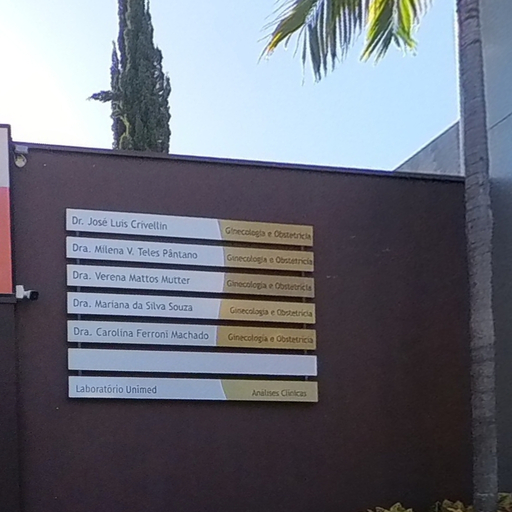 Dr. José Luís Crivellin Ginecologia e Obstetrícia
Dra. Milena V. Teles Pântano Ginecologia e Obstetrícia
Dra. Verena Mattos Mutter Ginecologia e Obstetrícia
Dra. Mariana da Silva Souza Ginecologia e Obstetrícia
Dra. Carolina Ferroni Machado Ginecologia e Obstetrícia
Laboratório Unimed Análises Clínicas